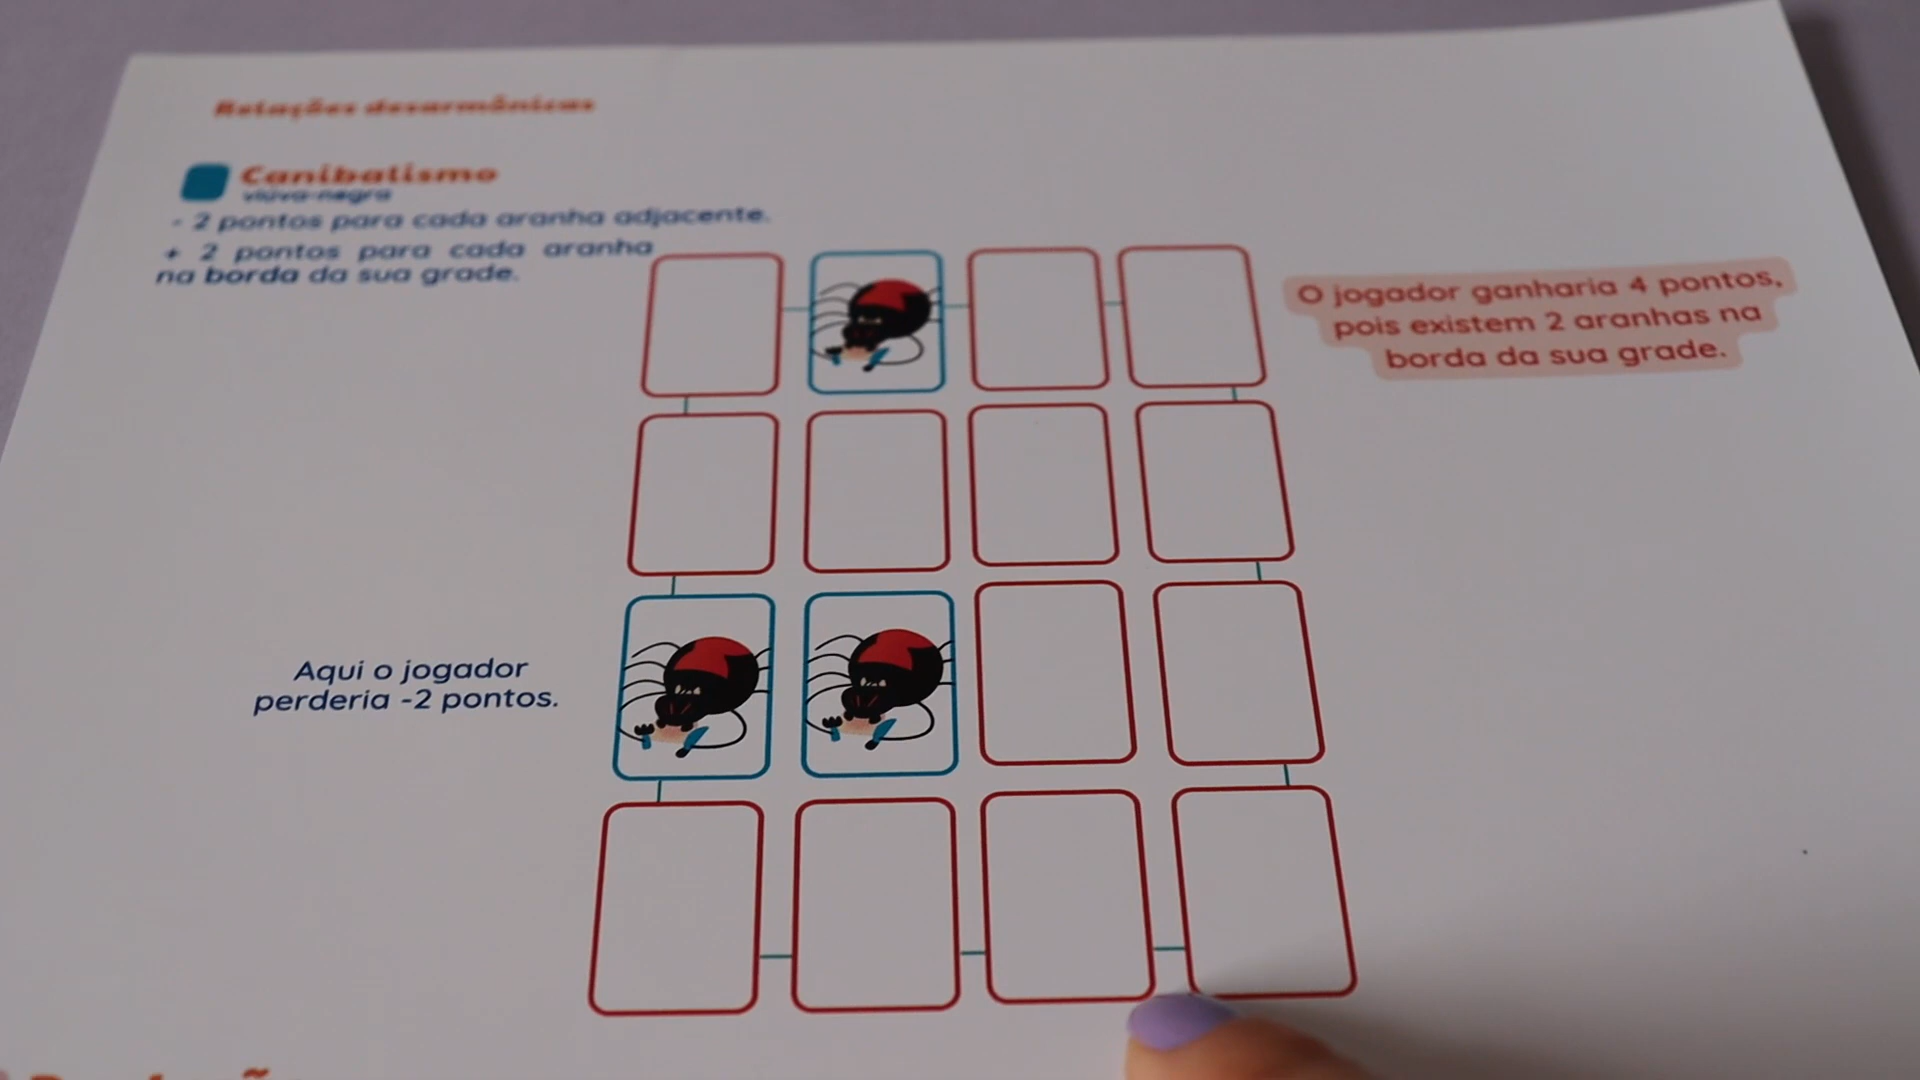 Relações desarmônicas
Canibalismo
viúva-negra
- 2 pontos para cada aranha adjacente.
+ 2 pontos para cada aranha
na borda da sua grade.
O jogador ganharia 4 pontos,
pois existem 2 aranhas na
borda da sua grade.
Aqui o jogador
perderia -2 pontos.